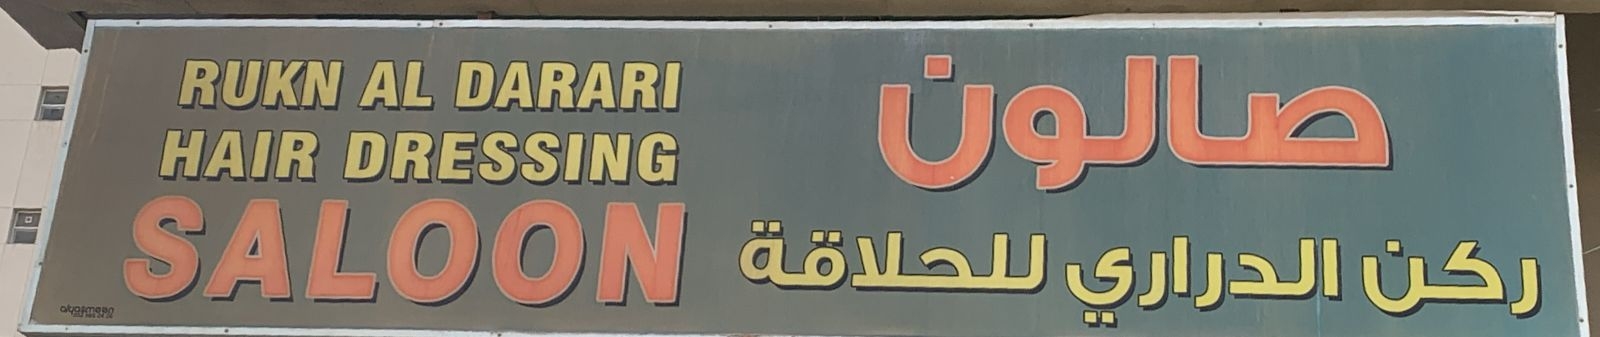 RUKN AL DARARI
HAIR DRESSING
SALOON
صالون
ركن الدراري للحلاقة